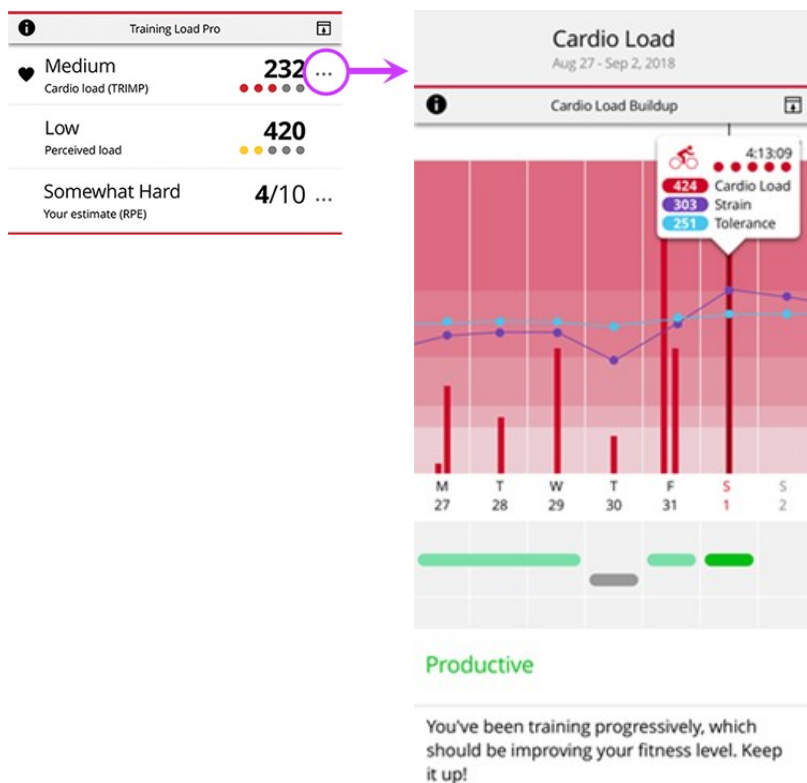 Training Load Pro
Medium
232 ...
Cardio load (TRIMP)
Low
420
Perceived load
Somewhat Hard
4/10 ...
Your estimate (RPE)
Cardio Load
Aug 27 - Sep 2, 2018
Cardio Load Buildup
4:13:09
424 Cardio Load
303 Strain
251 Tolerance
M T W T F S S
27 28 29 30 31 1 2
Productive
You've been training progressively, which
should be improving your fitness level. Keep
it up!